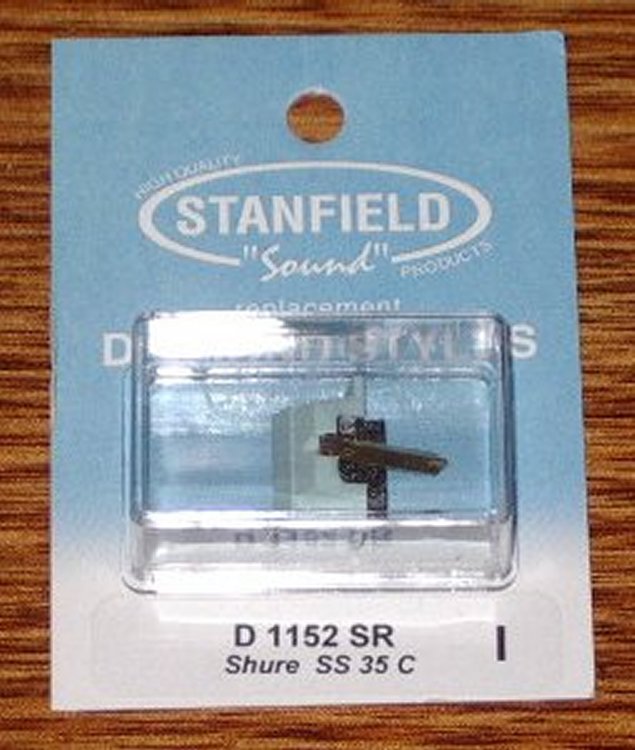 HIGH QUALITY
STANFIELD
"Sound"
PRODUCTS
replacement
D 1152 SR
Shure SS 35 C
I